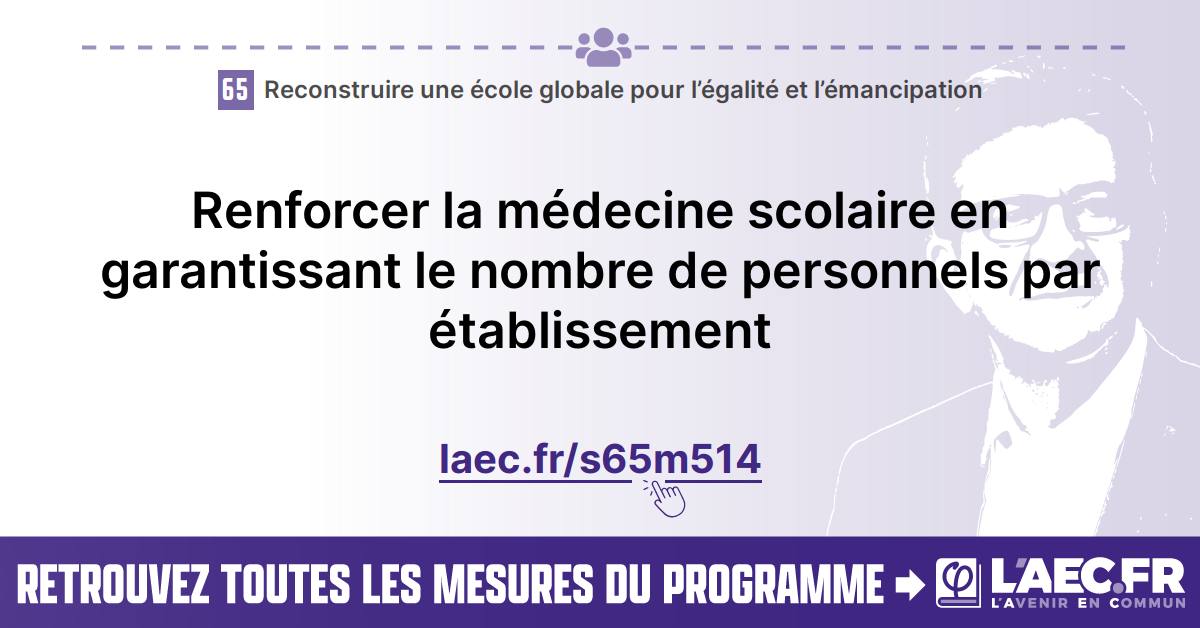 65 Reconstruire une école globale pour l’égalité et l’émancipation
Renforcer la médecine scolaire en
garantissant le nombre de personnels par
établissement
laec.fr/s65m514
RETROUVEZ TOUTES LES MESURES DU PROGRAMME
L'AEC.FR
L'AVENIR EN COMMUN